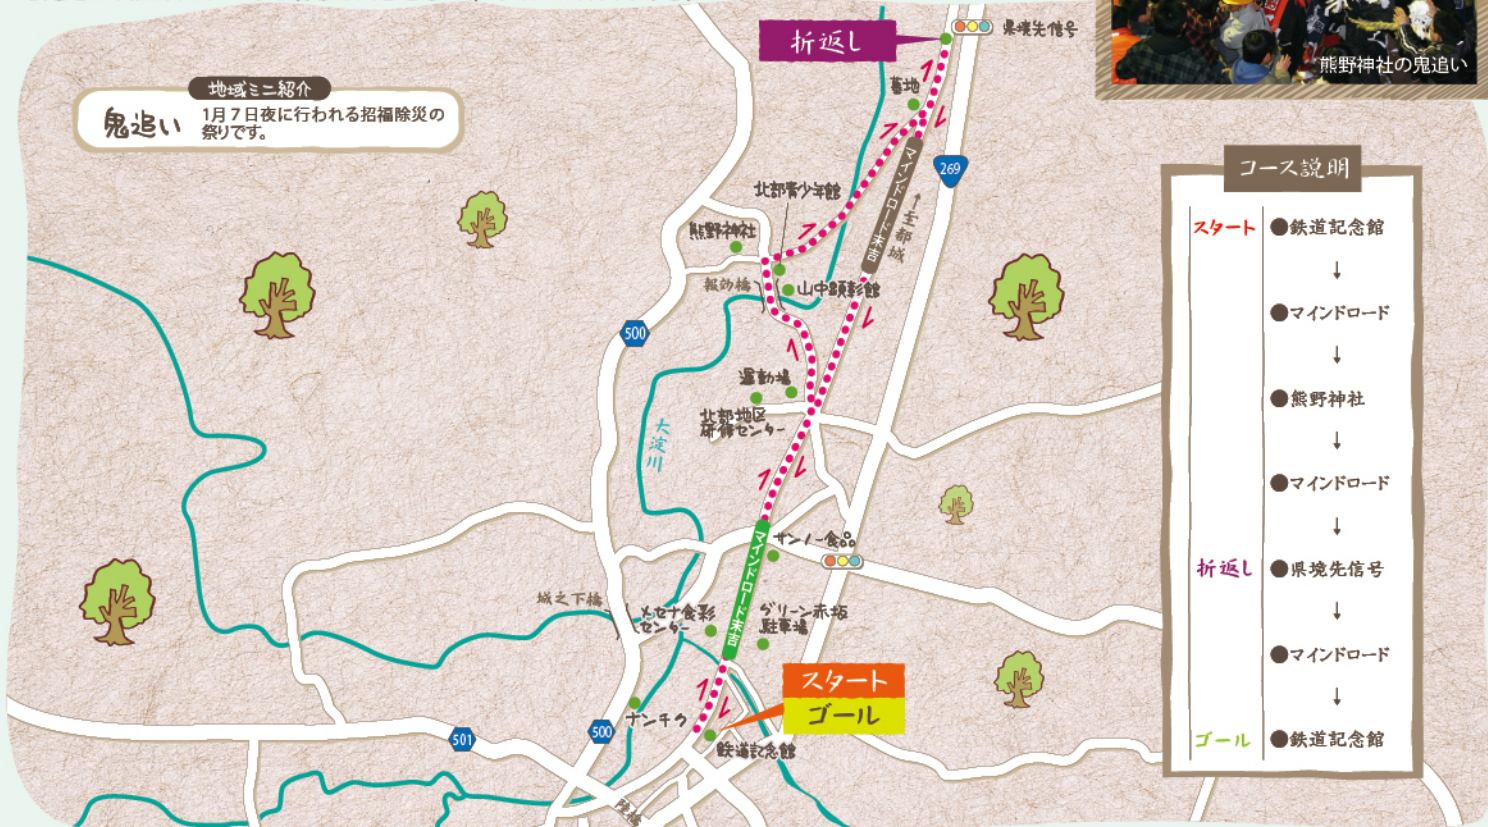 折返し
県境先信号
熊野神社の鬼追い
地域ミニ紹介
鬼追い
1月7日夜に行われる招福除災の
祭りです。
墓地
269
マインドロード末吉
↑至都城
北部青少年館
熊野神社
報効橋
山中顕彰館
500
運動場
北部地区
研修センター
大淀川
サンノー食品
マインドロード末吉
城之下橋
メセナ食彩
センター
グリーン赤坂
駐車場
スタート
ゴール
ナンチク
鉄道記念館
501
500
コース説明
スタート ●鉄道記念館
↓
●マインドロード
↓
●熊野神社
↓
●マインドロード
↓
折返し ●県境先信号
↓
●マインドロード
↓
ゴール ●鉄道記念館